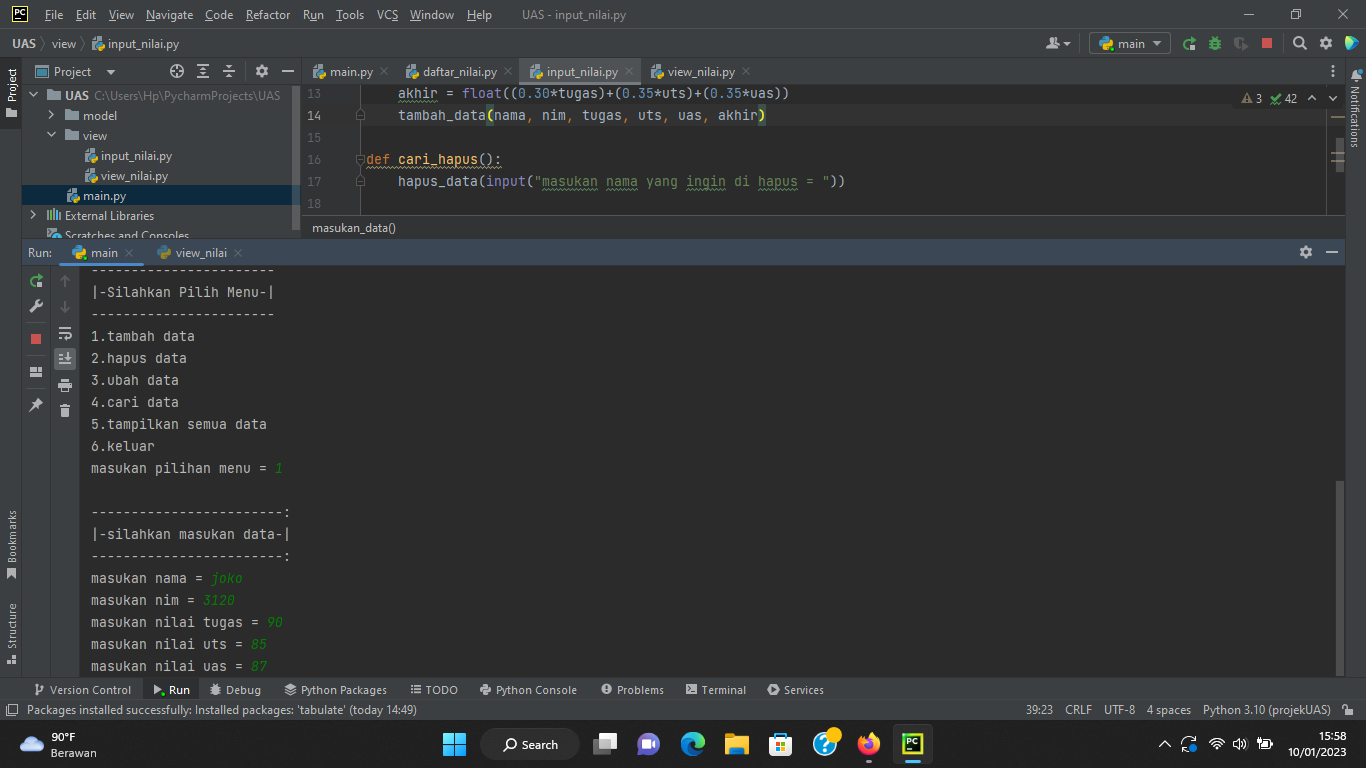 PC File Edit View Navigate Code Refactor Run Tools VCS Window Help UAS - input_nilai.py
UAS view input_nilai.py main
Project
Project main.py daftar_nilai.py input_nilai.py view_nilai.py
UAS C:\Users\Hp\PycharmProjects\UAS
model
view
input_nilai.py
view_nilai.py
main.py
External Libraries
Scratches and Consoles
13 akhir = float((0.30*tugas)+(0.35*uts)+(0.35*uas))
3 42
14 tambah_data(nama, nim, tugas, uts, uas, akhir)
15
16 def cari_hapus():
17 hapus_data(input("masukan nama yang ingin di hapus = "))
18
masukan_data()
Notifications
Run: main view_nilai
-----------------------
|-Silahkan Pilih Menu-|
-----------------------
1.tambah data
2.hapus data
3.ubah data
4.cari data
5.tampilkan semua data
6.keluar
masukan pilihan menu = 1
------------------------:
|-silahkan masukan data-|
------------------------:
masukan nama = joko
masukan nim = 3120
masukan nilai tugas = 90
masukan nilai uts = 85
masukan nilai uas = 87
Bookmarks
Structure
Version Control Run Debug Python Packages TODO Python Console Problems Terminal Services
Packages installed successfully: Installed packages: 'tabulate' (today 14:49) 39:23 CRLF UTF-8 4 spaces Python 3.10 (projekUAS)
90°F
Berawan
Search
PC
15:58
10/01/2023